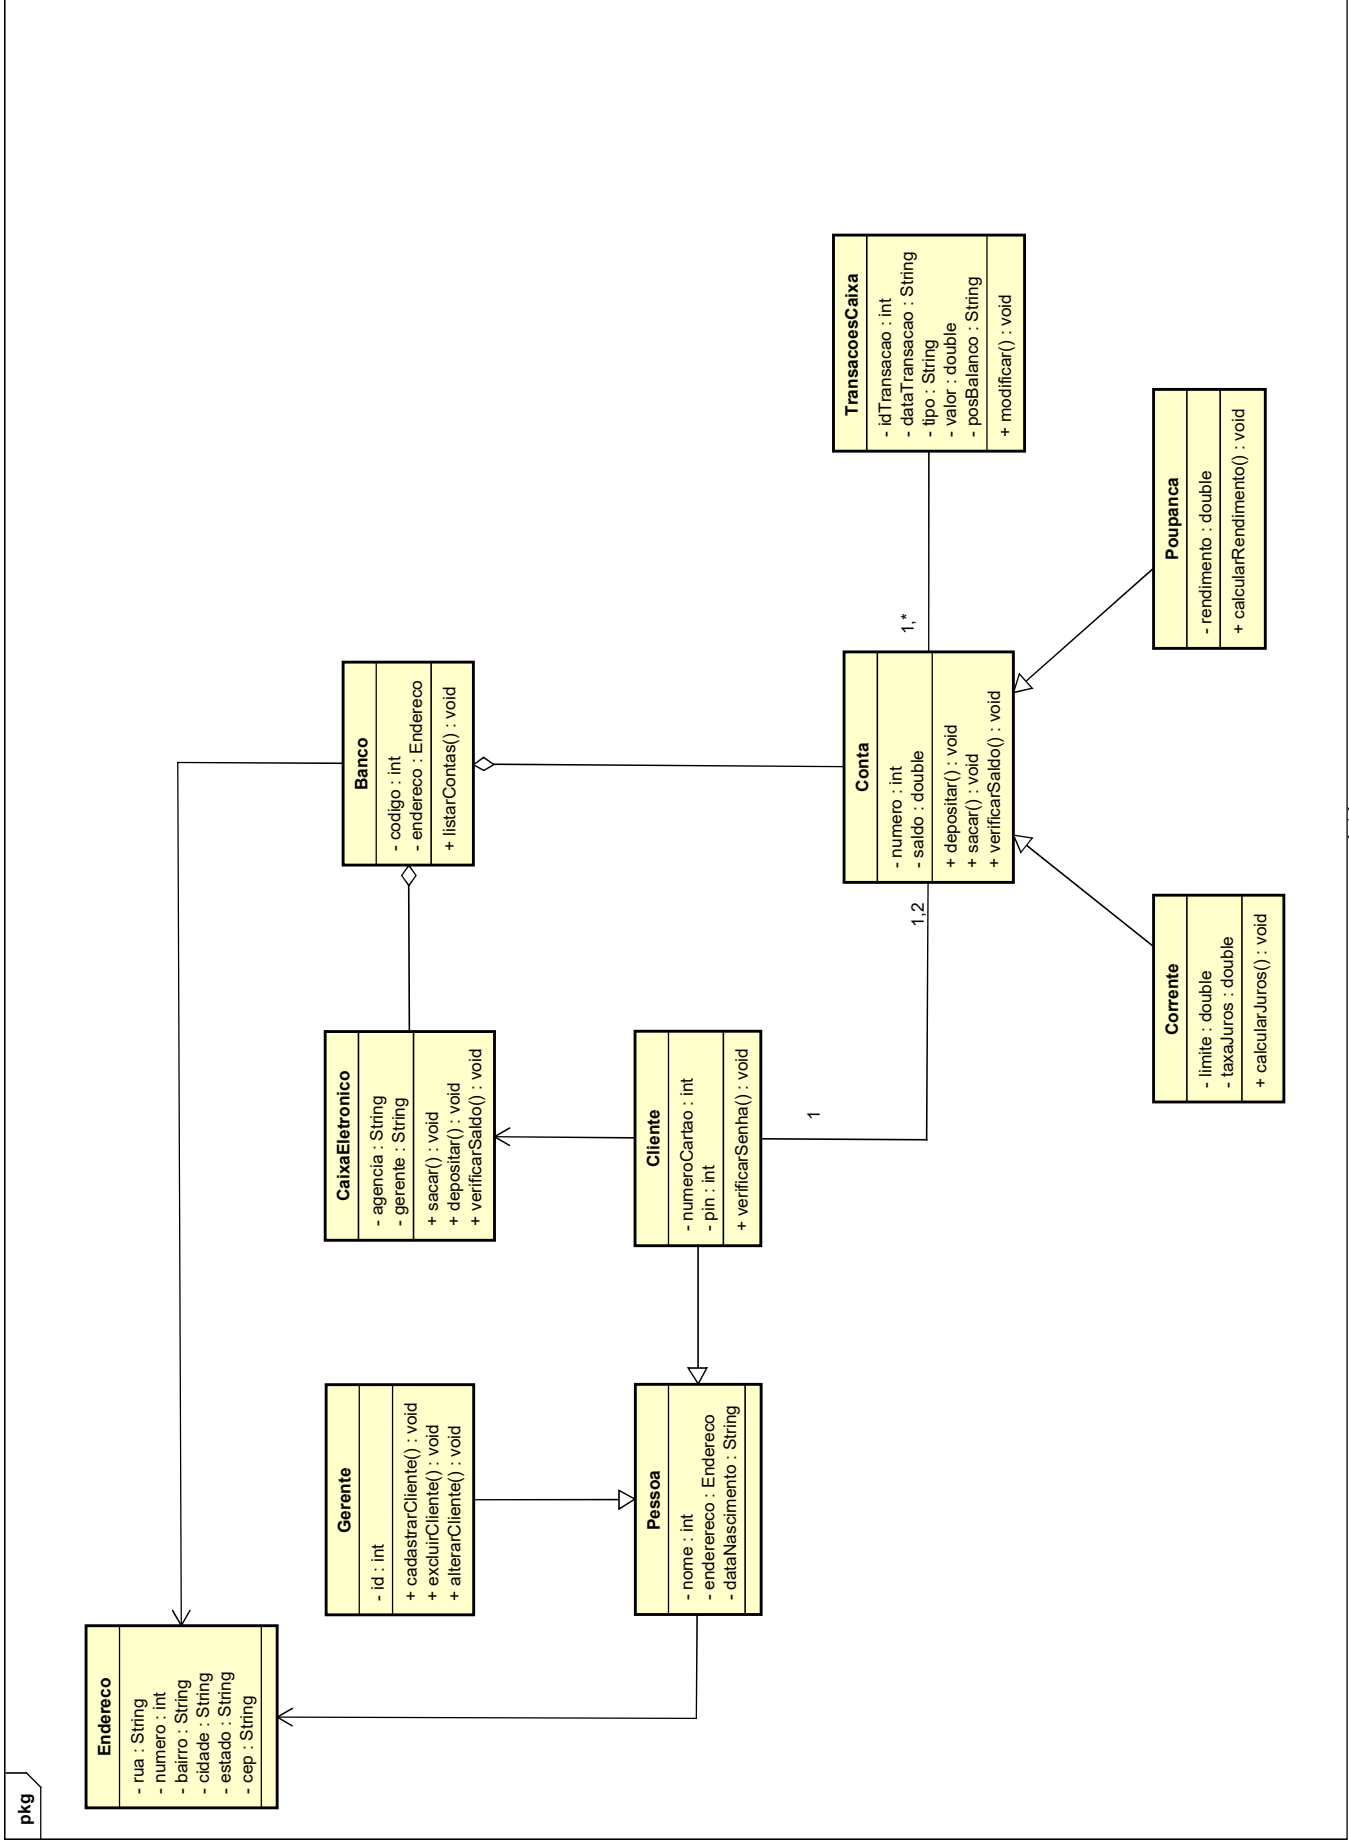 pkg
Endereco
- rua : String
- numero : int
- bairro : String
- cidade : String
- estado : String
- cep : String
Gerente
- id : int
+ cadastrarCliente() : void
+ excluirCliente() : void
+ alterarCliente() : void
CaixaEletronico
- agencia : String
- gerente : String
+ sacar() : void
+ depositar() : void
+ verificarSaldo() : void
Banco
- codigo : int
- endereco : Endereco
+ listarContas() : void
Pessoa
- nome : int
- enderereco : Endereco
- dataNascimento : String
Cliente
- numeroCartao : int
- pin : int
+ verificarSenha() : void
1
1,2
Conta
- numero : int
- saldo : double
+ depositar() : void
+ sacar() : void
+ verificarSaldo() : void
1,*
TransacoesCaixa
- idTransacao : int
- dataTransacao : String
- tipo : String
- valor : double
- posBalanco : String
+ modificar() : void
Corrente
- limite : double
- taxaJuros : double
+ calcularJuros() : void
Poupanca
- rendimento : double
+ calcularRendimento() : void